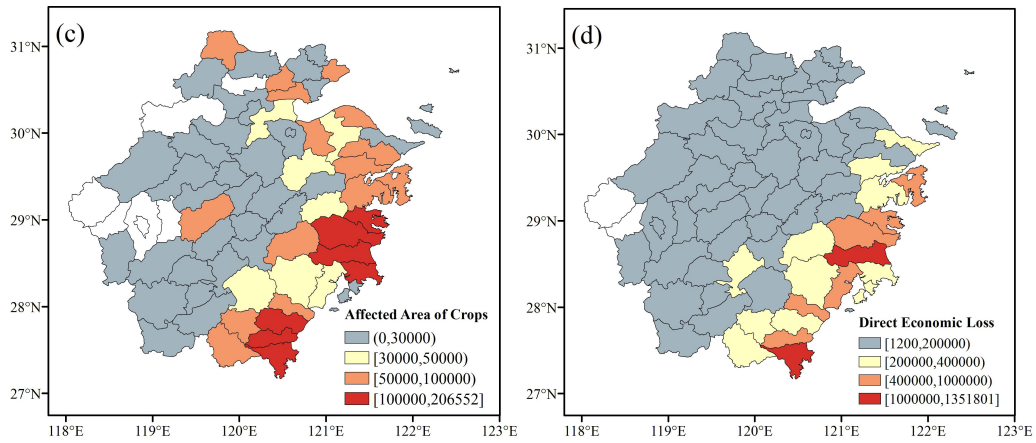 (c)
31°N
30°N
29°N
28°N
27°N
118°E
119°E
120°E
121°E
122°E
123°E
Affected Area of Crops
(0,30000)
[30000,50000)
[50000,100000)
[100000,206552]
(d)
31°N
30°N
29°N
28°N
27°N
118°E
119°E
120°E
121°E
122°E
123°E
Direct Economic Loss
[1200,200000)
[200000,400000)
[400000,1000000)
[1000000,1351801]